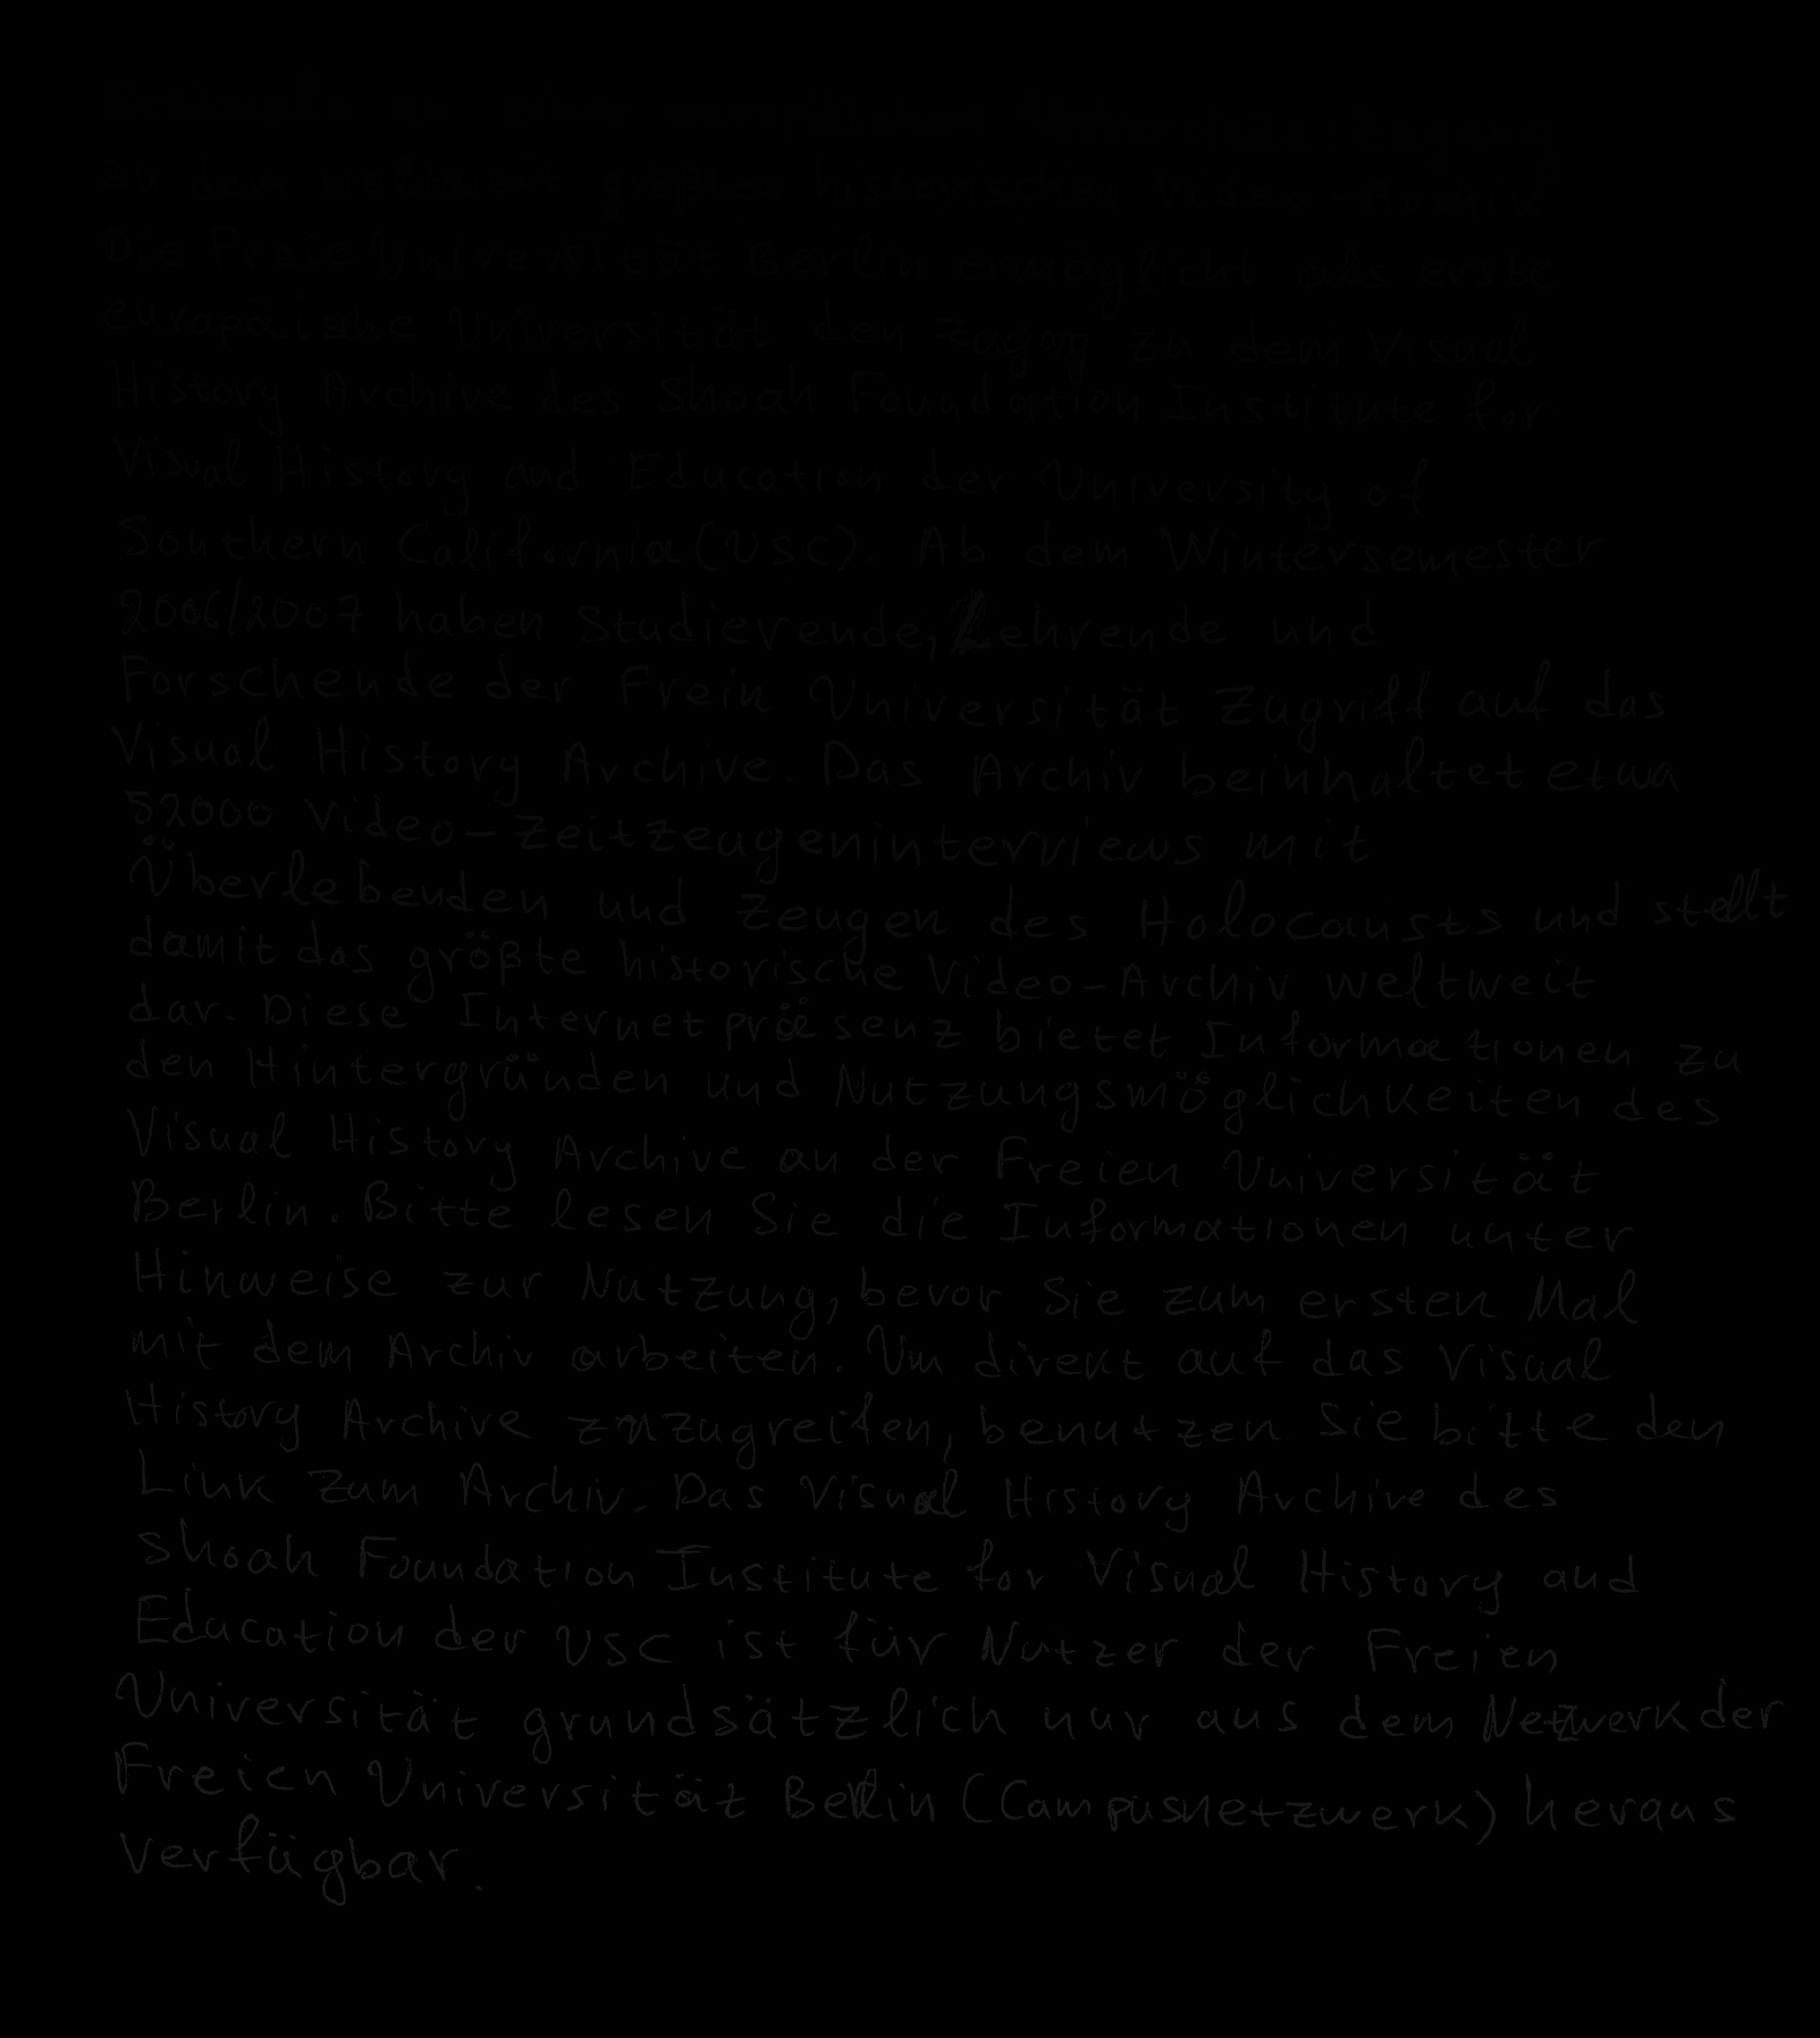 zu dem weltweit größten historischen Video-Archiv.
Die Freie Universität Berlin ermöglicht als erste
europäische Universität den Zugang zu dem Visual
History Archive des Shoah Foundation Institute for
Visual History and Education der University of
Southern California (USC). Ab dem Wintersemester
2006/2007 haben Studierende, Lehrende und
Forschende der Frein Universität Zugriff auf das
Visual History Archive. Das Archiv beinhaltet etwa
52000 Video-Zeitzeugeninterviews mit
Überlebenden und Zeugen des Holocausts und stellt
damit das größte historische Video-Archiv weltweit
dar. Diese Internetpräsenz bietet Informationen zu
den Hintergründen und Nutzungsmöglichkeiten des
Visual History Archive an der Freien Universität
Berlin. Bitte lesen Sie die Informationen unter
Hinweise zur Nutzung, bevor Sie zum ersten Mal
mit dem Archiv arbeiten. Um direkt auf das Visual
History Archive zuzugreifen, benutzen Sie bitte den
Link zum Archiv. Das Visual History Archive des
Shoah Foundation Institute for Visual History and
Education der USC ist für Nutzer der Freien
Universität grundsätzlich nur aus dem Netzwerk der
Freien Universität Berlin (Campusnetzwerk) heraus
verfügbar.